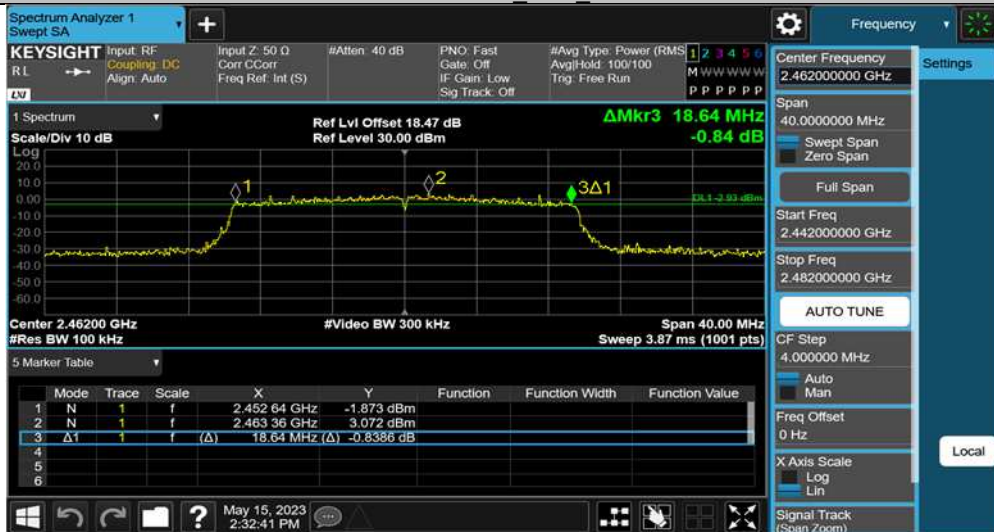 Spectrum Analyzer 1
Swept SA
Frequency
KEYSIGHT
RL
LXI
Input: RF
Coupling: DC
Align: Auto
Input Z: 50 Ω
Corr CCorr
Freq Ref: Int (S)
#Atten: 40 dB
PNO: Fast
Gate: Off
IF Gain: Low
Sig Track: Off
#Avg Type: Power (RMS
Avg|Hold: 100/100
Trig: Free Run
1 2 3 4 5 6
M W W W W W
P P P P P P
1 Spectrum
Scale/Div 10 dB
Ref Lvl Offset 18.47 dB
Ref Level 30.00 dBm
ΔMkr3 18.64 MHz
-0.84 dB
Log
20.0
10.0
0.00
-10.0
-20.0
-30.0
-40.0
-50.0
-60.0
1
2
3Δ1
DL1 -2.93 dBm
Center 2.46200 GHz
#Res BW 100 kHz
#Video BW 300 kHz
Span 40.00 MHz
Sweep 3.87 ms (1001 pts)
5 Marker Table
Mode Trace Scale X Y Function Function Width Function Value
1 N 1 f 2.452 64 GHz -1.873 dBm
2 N 1 f 2.463 36 GHz 3.072 dBm
3 Δ1 1 f (Δ) 18.64 MHz (Δ) -0.8386 dB
4
5
6
May 15, 2023
2:32:41 PM
Center Frequency
2.462000000 GHz
Span
40.0000000 MHz
Swept Span
Zero Span
Full Span
Start Freq
2.442000000 GHz
Stop Freq
2.482000000 GHz
AUTO TUNE
CF Step
4.000000 MHz
Auto
Man
Freq Offset
0 Hz
X Axis Scale
Log
Lin
Signal Track
(Span Zoom)
Settings
Local